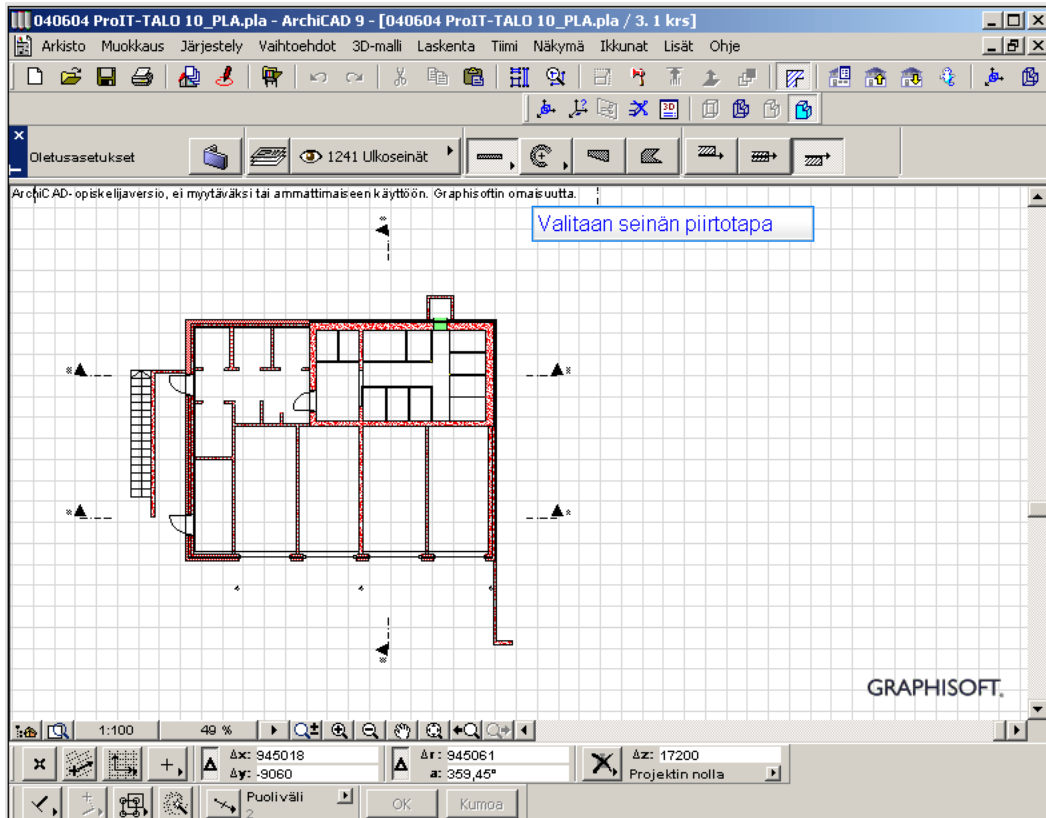 040604 ProIT-TALO 10_PLA.pla - ArchiCAD 9 - [040604 ProIT-TALO 10_PLA.pla / 3. 1 krs]
Arkisto Muokkaus Järjestely Vaihtoehdot 3D-malli Laskenta Tiimi Näkymä Ikkunat Lisät Ohje
Oletusasetukset
1241 Ulkoseinät
ArchiCAD-opiskelijaversio, ei myytäväksi tai ammattimaiseen käyttöön. Graphisoftin omaisuutta.
Valitaan seinän piirtotapa
GRAPHISOFT.
1:100 49 %
Δx: 945018 Δr: 945061 Δz: 17200
Δy: -9060 a: 359,45° Projektin nolla
Puoliväli
2
OK Kumoa